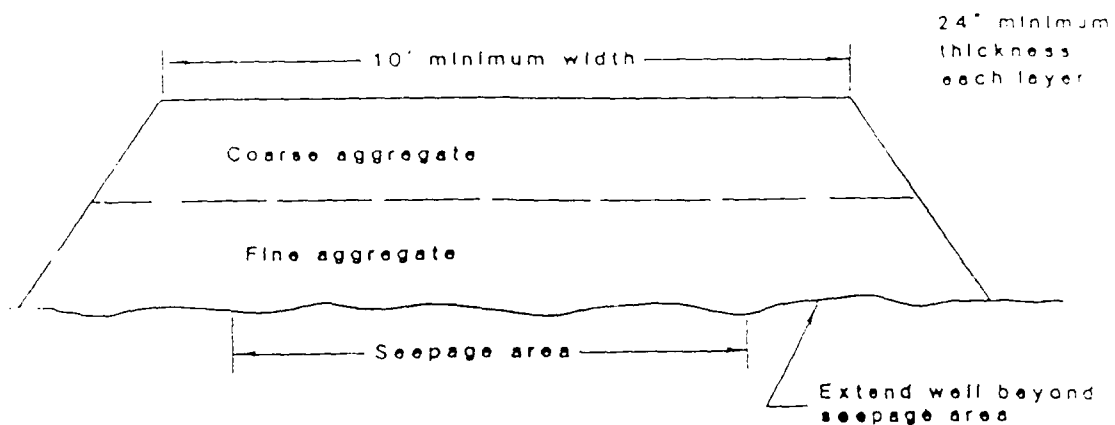 24" minimum
thickness
each layer
10' minimum width
Coarse aggregate
Fine aggregate
Seepage area
Extend well beyond
seepage area